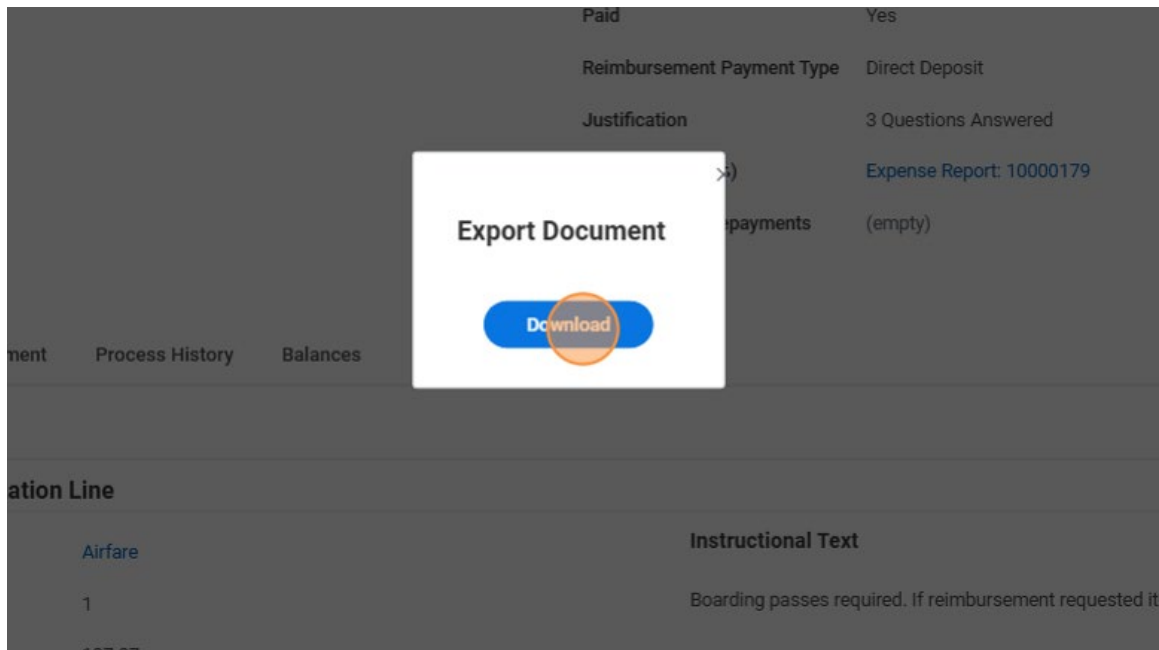 Paid Yes
Reimbursement Payment Type Direct Deposit
Justification 3 Questions Answered
Expense Report: 10000179
Export Document
(empty)
Download
Process History Balances
Line
Instructional Text
Airfare
1
Boarding passes required. If reimbursement requested it